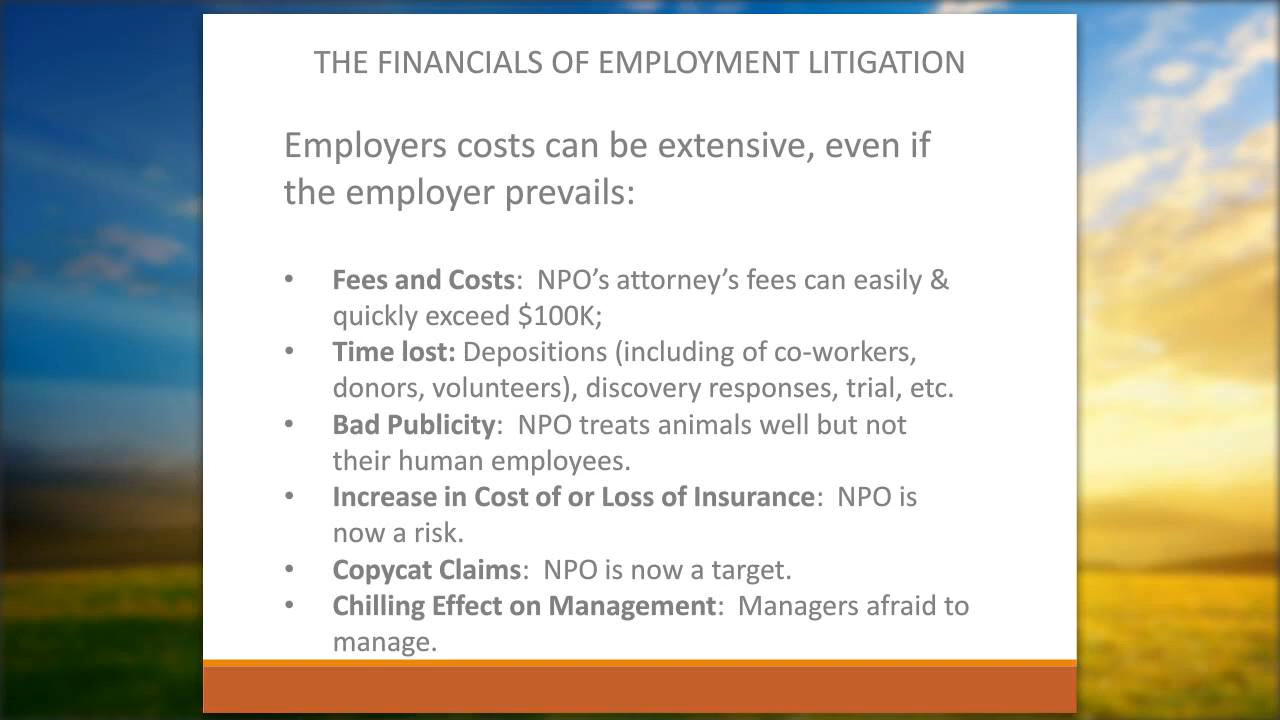 THE FINANCIALS OF EMPLOYMENT LITIGATION
Employers costs can be extensive, even if
the employer prevails:
• Fees and Costs:  NPO’s attorney’s fees can easily &
quickly exceed $100K;
• Time lost: Depositions (including of co-workers,
donors, volunteers), discovery responses, trial, etc.
• Bad Publicity:  NPO treats animals well but not
their human employees.
• Increase in Cost of or Loss of Insurance:  NPO is
now a risk.
• Copycat Claims:  NPO is now a target.
• Chilling Effect on Management:  Managers afraid to
manage.